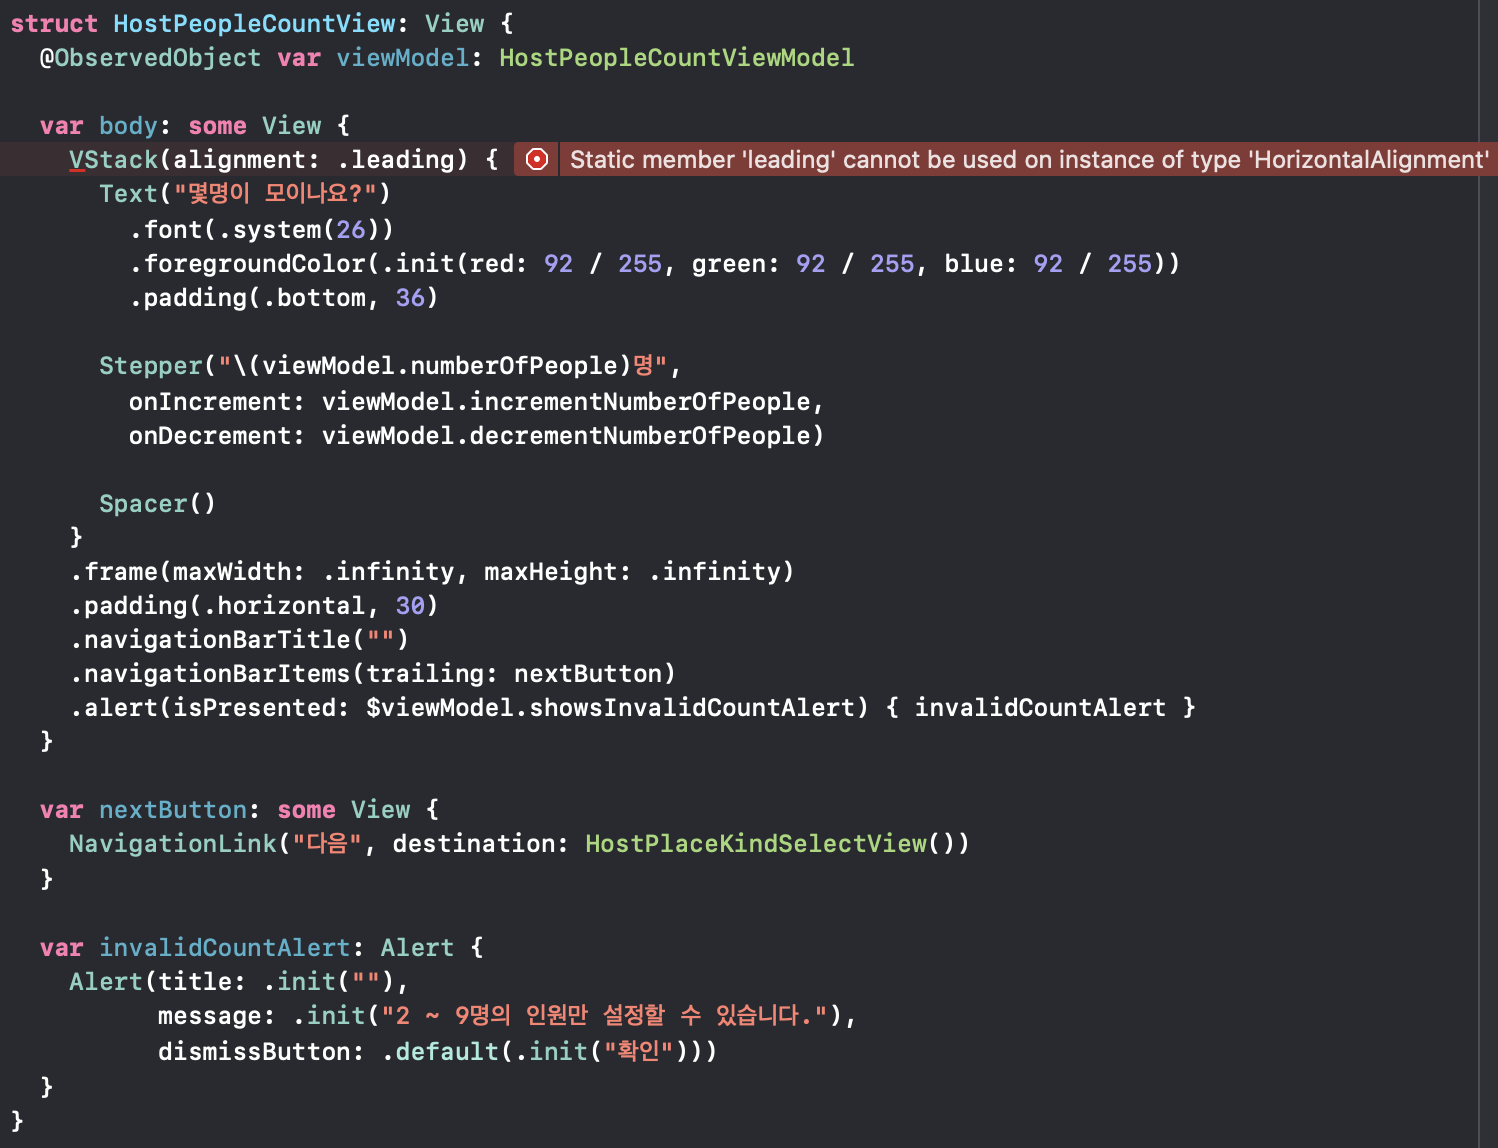 struct HostPeopleCountView: View {
@ObservedObject var viewModel: HostPeopleCountViewModel
var body: some View {
VStack(alignment: .leading) { Static member 'leading' cannot be used on instance of type 'HorizontalAlignment'
Text("몇명이 모이나요?")
.font(.system(26))
.foregroundColor(.init(red: 92 / 255, green: 92 / 255, blue: 92 / 255))
.padding(.bottom, 36)
Stepper("\(viewModel.numberOfPeople)명",
onIncrement: viewModel.incrementNumberOfPeople,
onDecrement: viewModel.decrementNumberOfPeople)
Spacer()
}
.frame(maxWidth: .infinity, maxHeight: .infinity)
.padding(.horizontal, 30)
.navigationBarTitle("")
.navigationBarItems(trailing: nextButton)
.alert(isPresented: $viewModel.showsInvalidCountAlert) { invalidCountAlert }
}
var nextButton: some View {
NavigationLink("다음", destination: HostPlaceKindSelectView())
}
var invalidCountAlert: Alert {
Alert(title: .init(""),
message: .init("2 ~ 9명의 인원만 설정할 수 있습니다."),
dismissButton: .default(.init("확인")))
}
}